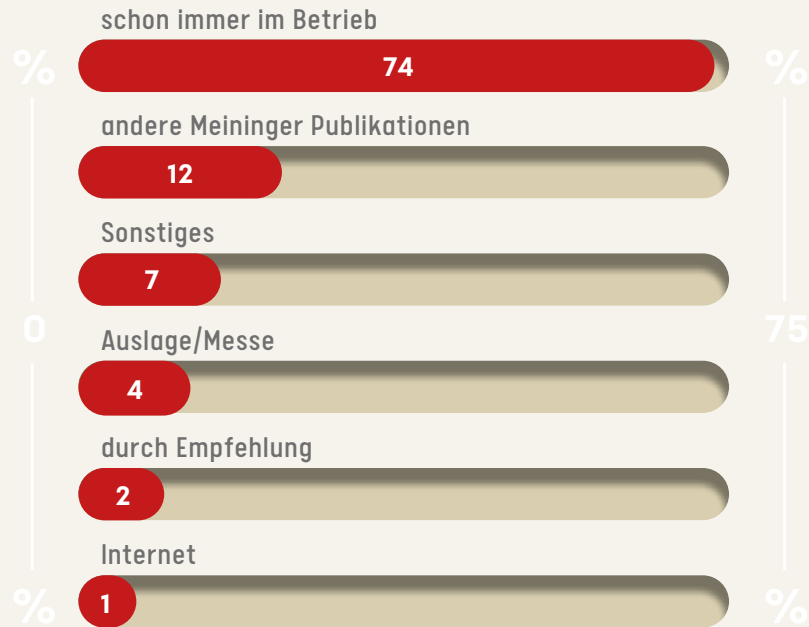 schon immer im Betrieb
% 74 %
andere Meininger Publikationen
12
Sonstiges
7
0 Auslage/Messe 75
4
durch Empfehlung
2
Internet
% 1 %